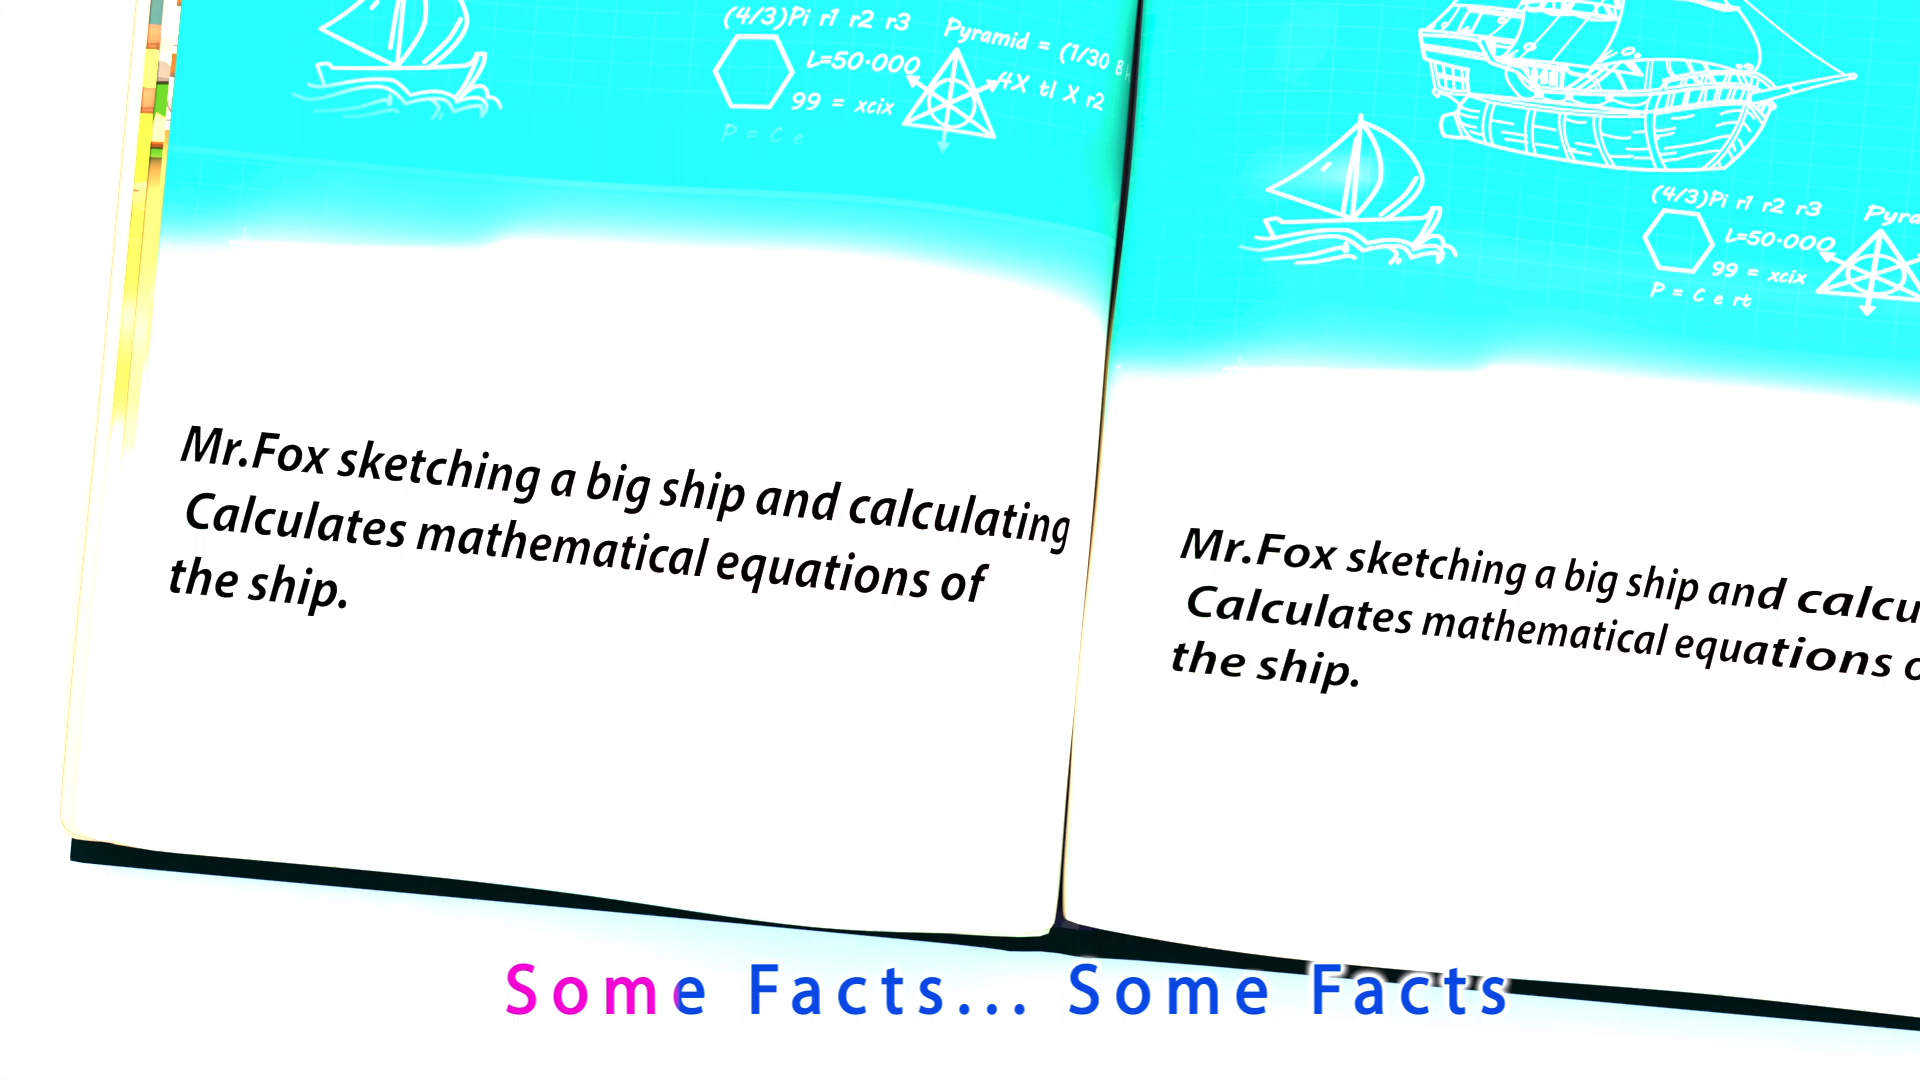 (4/3)Pi r1 r2 r3
Pyramid = (1/30 B
L=50.000
4X tl X r2
99 = xcix
P = C e
Mr.Fox sketching a big ship and calculating
Calculates mathematical equations of
the ship.
(4/3)Pi r1 r2 r3
L=50.000
99 = xcix
P = C e rt
Mr.Fox sketching a big ship and calcu
Calculates mathematical equations o
the ship.
Some Facts... Some Facts